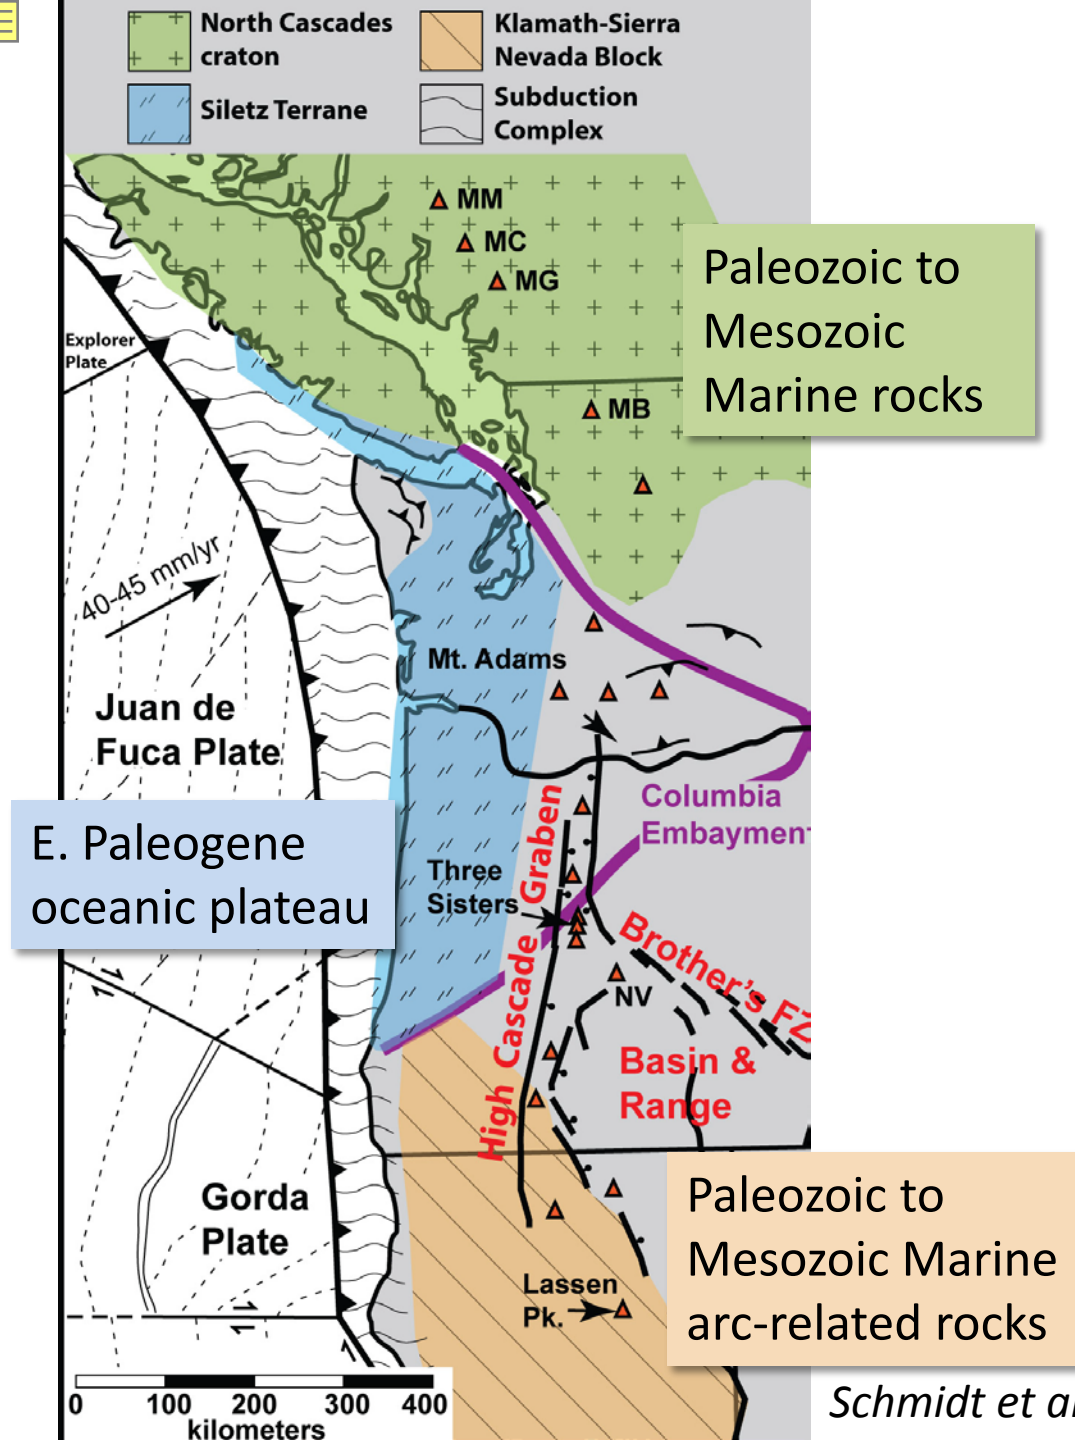 North Cascades
craton
Klamath-Sierra
Nevada Block
Siletz Terrane
Subduction
Complex
MM
MC
MG
Paleozoic to
Mesozoic
Marine rocks
Explorer
Plate
MB
40-45 mm/yr
Mt. Adams
Juan de
Fuca Plate
Columbia
Embaymen
E. Paleogene
oceanic plateau
Three
Sisters
High Cascade Graben
Brother's FZ
NV
Basin &
Range
Gorda
Plate
Paleozoic to
Mesozoic Marine
arc-related rocks
Lassen
Pk.
0 100 200 300 400
kilometers
Schmidt et a